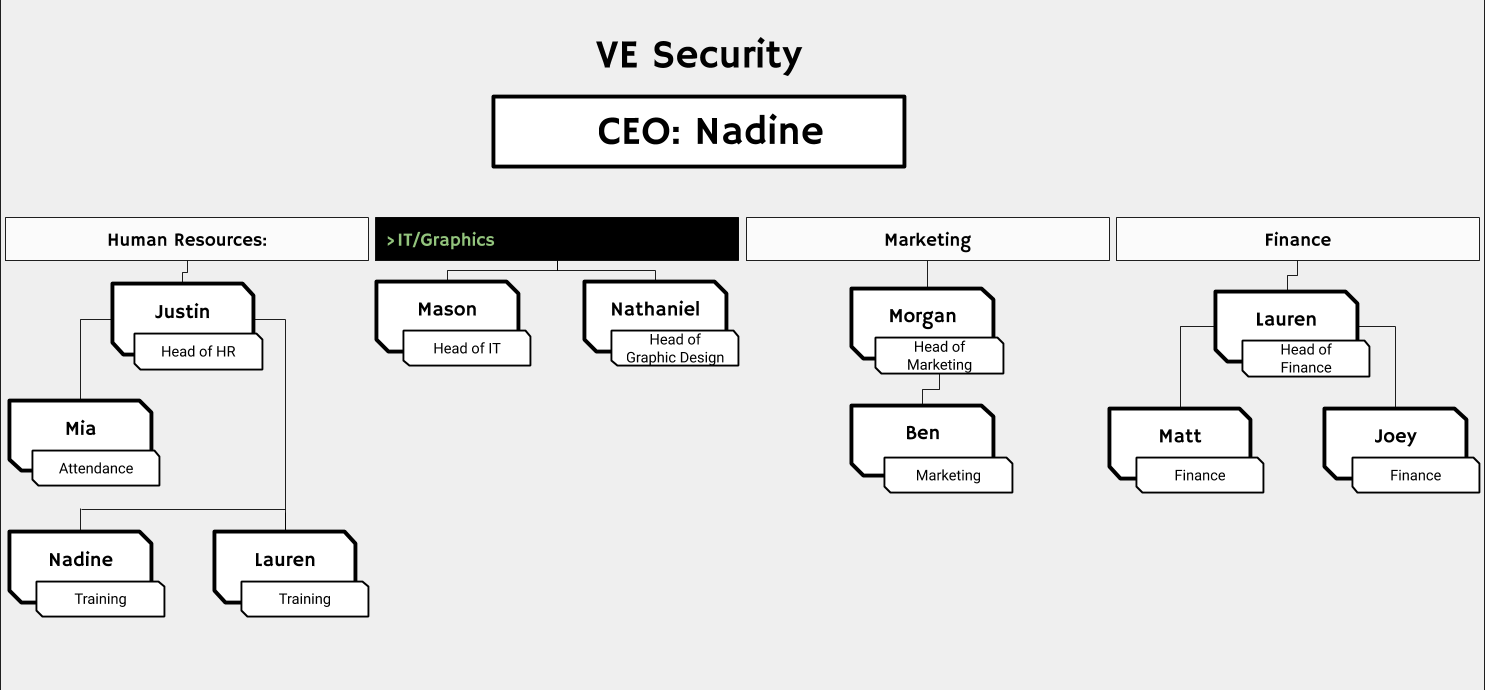 VE Security
CEO: Nadine
Human Resources:
>IT/Graphics
Marketing
Finance
Justin
Head of HR
Mia
Attendance
Nadine
Training
Lauren
Training
Mason
Head of IT
Nathaniel
Head of
Graphic Design
Morgan
Head of
Marketing
Ben
Marketing
Lauren
Head of
Finance
Matt
Finance
Joey
Finance